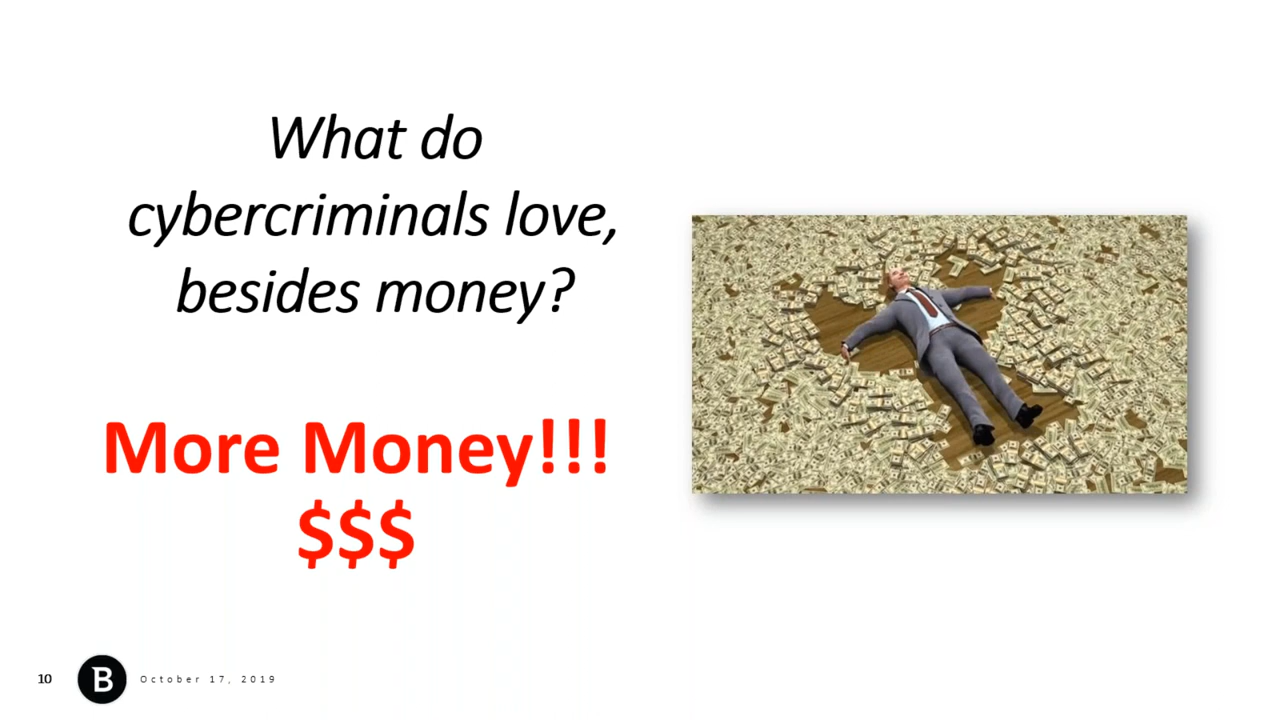 What do
cybercriminals love,
besides money?
More Money!!!
$$$
10
B
October 17, 2019